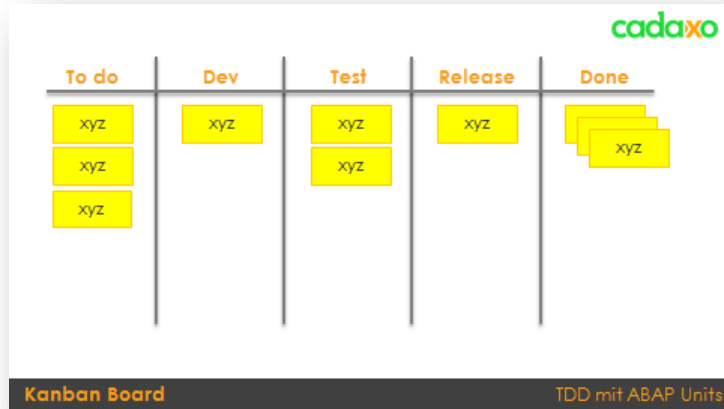 cadaxo
To do Dev Test Release Done
xyz xyz xyz xyz xyz
xyz xyz
xyz
Kanban Board TDD mit ABAP Units